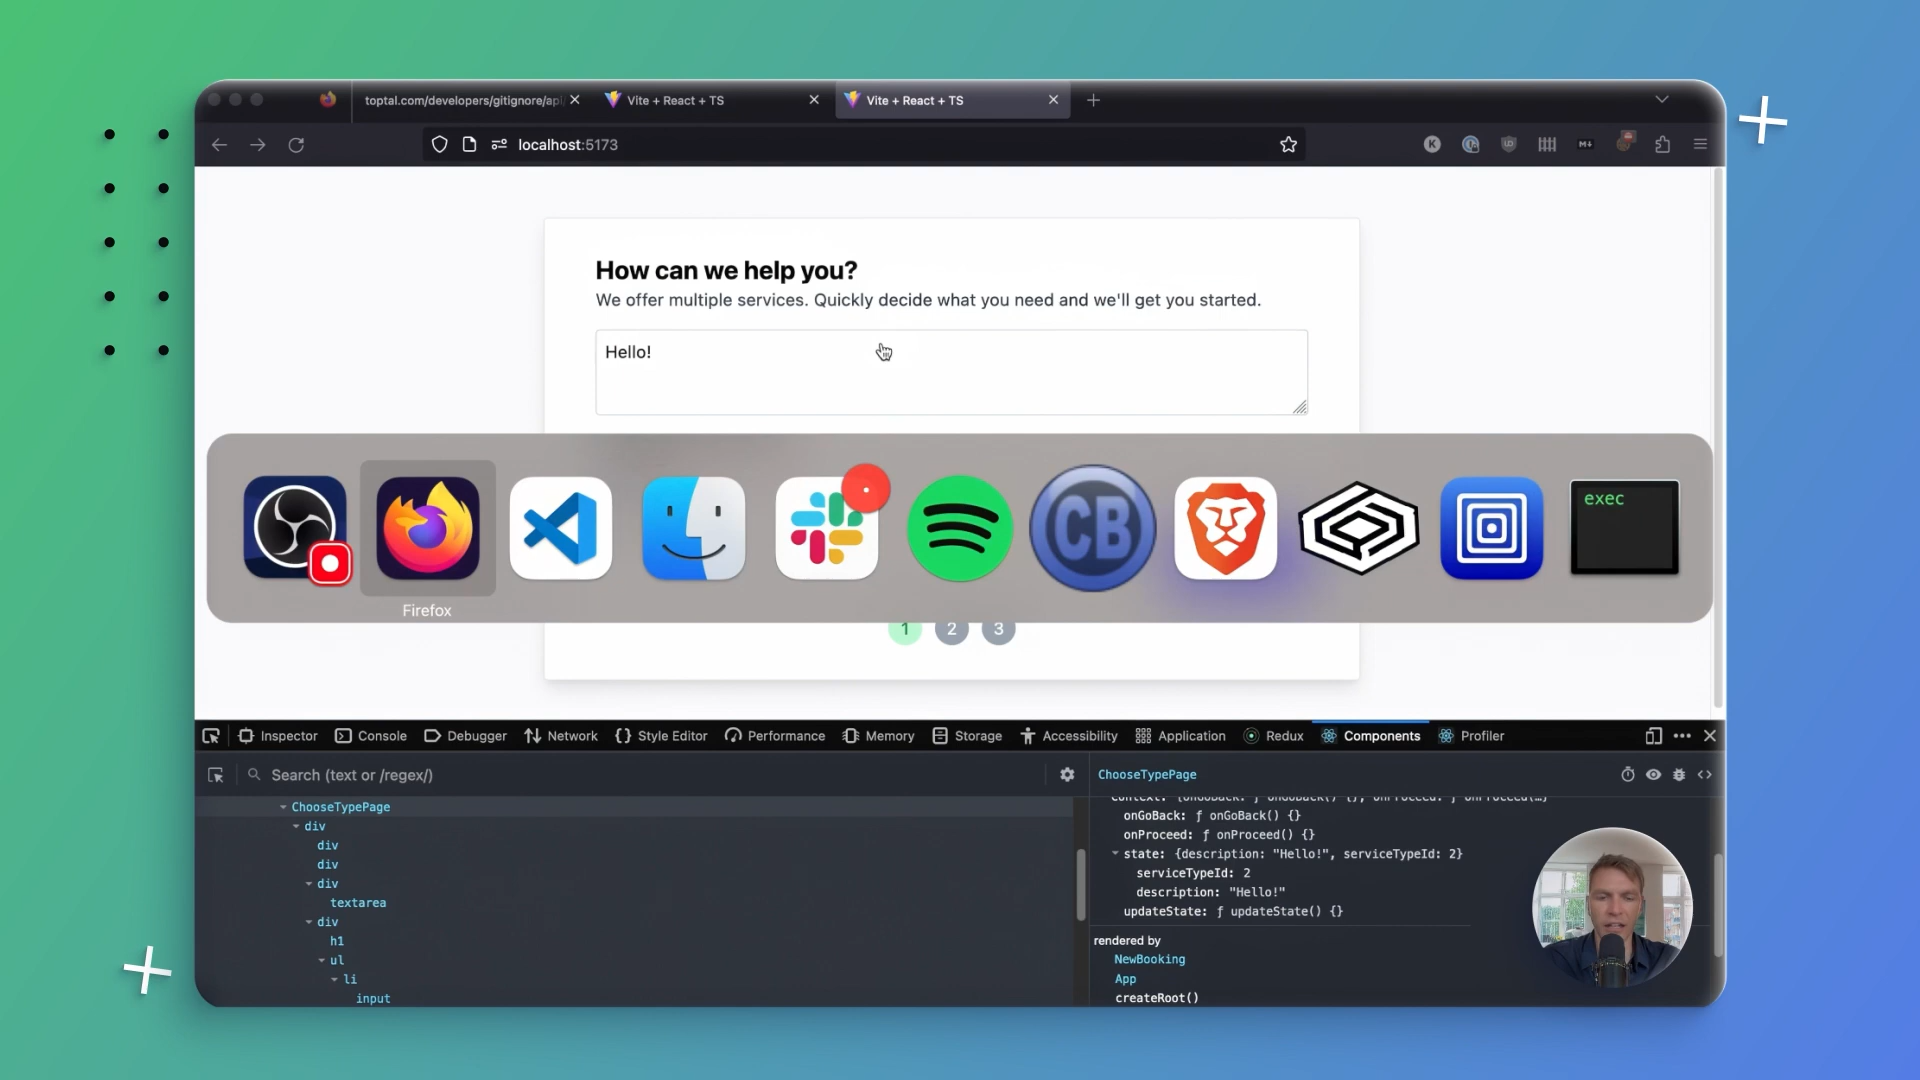 toptal.com/developers/gitignore/api/
Vite + React + TS
Vite + React + TS
localhost:5173
K
M
How can we help you?
We offer multiple services. Quickly decide what you need and we'll get you started.
Hello!
CB
exec
Firefox
1 2 3
Inspector Console Debugger Network Style Editor Performance Memory Storage Accessibility Application Redux Components Profiler
Search (text or /regex/)
ChooseTypePage
div
div
div
div
textarea
div
h1
ul
li
input
ChooseTypePage
onGoBack: ƒ onGoBack() {}
onProceed: ƒ onProceed() {}
state: {description: "Hello!", serviceTypeId: 2}
serviceTypeId: 2
description: "Hello!"
updateState: ƒ updateState() {}
rendered by
NewBooking
App
createRoot()